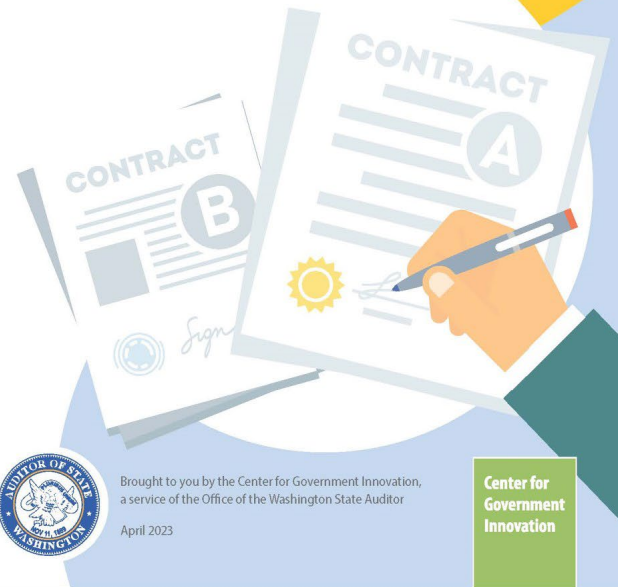 CONTRACT
A
CONTRACT
B
Sign
AUDITOR OF STATE
NOV 11, 1889
WASHINGTON
Brought to you by the Center for Government Innovation,
a service of the Office of the Washington State Auditor
April 2023
Center for
Government
Innovation